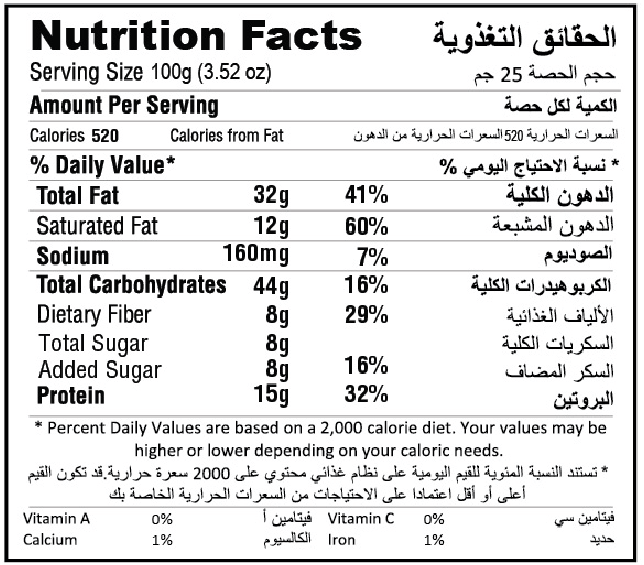 Nutrition Facts الحقائق التغذوية
Serving Size 100g (3.52 oz) حجم الحصة 25 جم
Amount Per Serving الكمية لكل حصة
Calories 520 Calories from Fat السعرات الحرارية 520 السعرات الحرارية من الدهون
% Daily Value* * نسبة الاحتياج اليومي %
Total Fat 32g 41% الدهون الكلية
Saturated Fat 12g 60% الدهون المشبعة
Sodium 160mg 7% الصوديوم
Total Carbohydrates 44g 16% الكربوهيدرات الكلية
Dietary Fiber 8g 29% الألياف الغذائية
Total Sugar 8g السكريات الكلية
Added Sugar 8g 16% السكر المضاف
Protein 15g 32% البروتين
* Percent Daily Values are based on a 2,000 calorie diet. Your values may be
higher or lower depending on your caloric needs.
* تستند النسبة المئوية للقيم اليومية على نظام غذائي محتوي على 2000 سعرة حرارية.قد تكون القيم
أعلى أو أقل اعتمادا على الاحتياجات من السعرات الحرارية الخاصة بك
Vitamin A 0% فيتامين أ Vitamin C 0% فيتامين سي
Calcium 1% الكالسيوم Iron 1% حديد